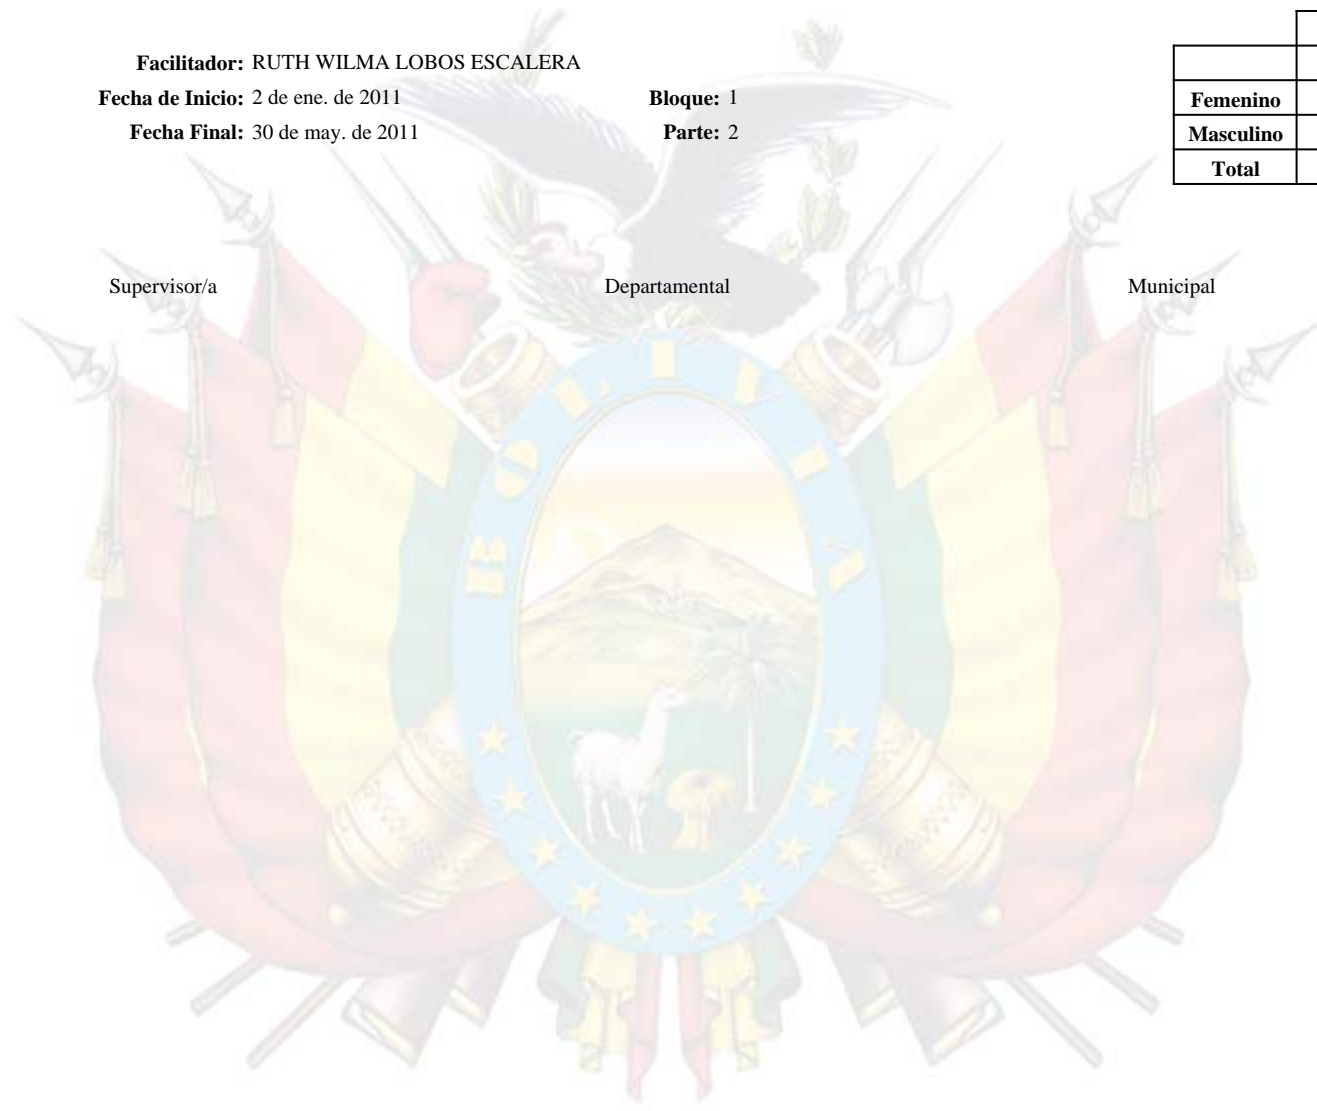 Facilitador: RUTH WILMA LOBOS ESCALERA
Fecha de Inicio: 2 de ene. de 2011 Bloque: 1
Fecha Final: 30 de may. de 2011 Parte: 2
Femenino
Masculino
Total
Supervisor/a Departamental Municipal
BOLIVIA